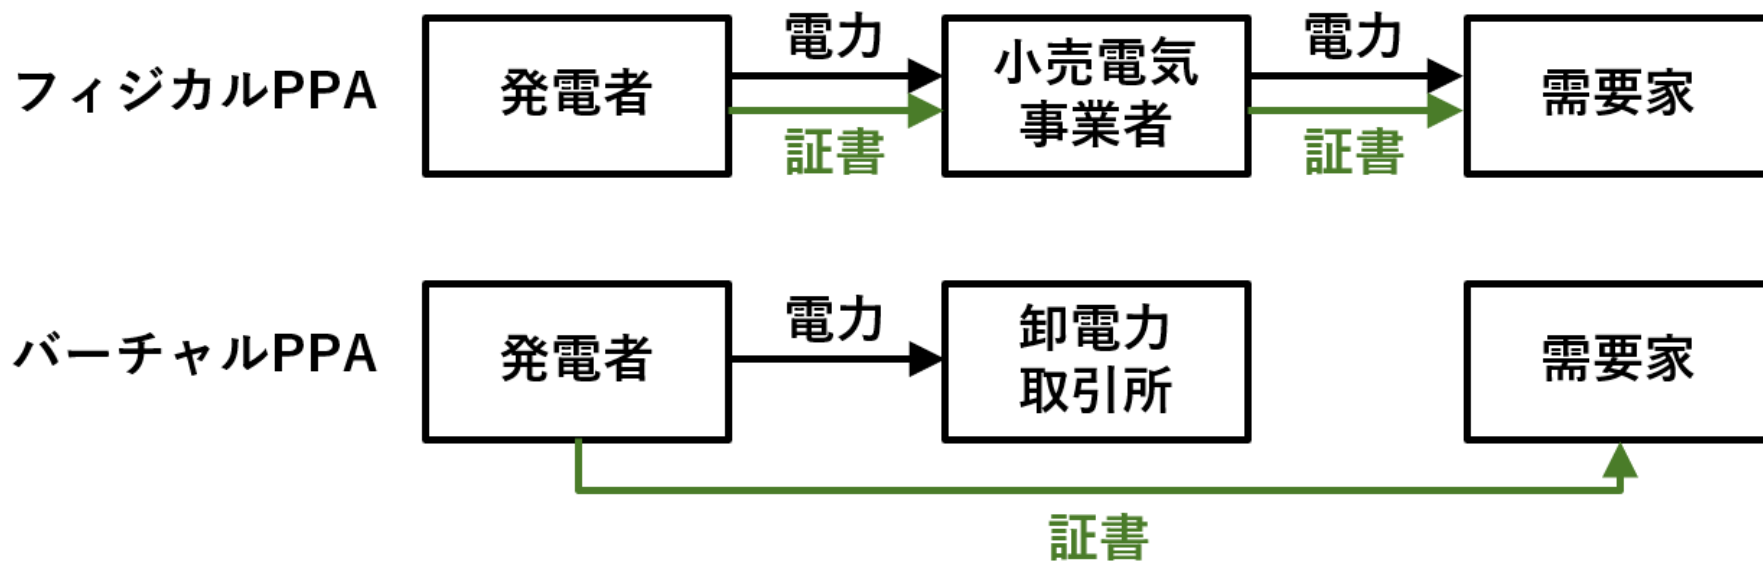 フィジカルPPA
発電者
電力
証書
小売電気
事業者
電力
証書
需要家
バーチャルPPA
発電者
電力
卸電力
取引所
需要家
証書